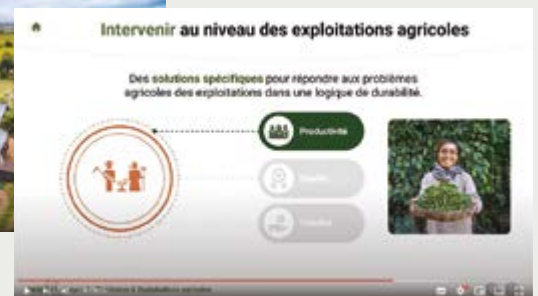 Intervenir au niveau des exploitations agricoles
Des solutions spécifiques pour répondre aux problèmes
agricoles des exploitations dans une logique de durabilité.
Productivité